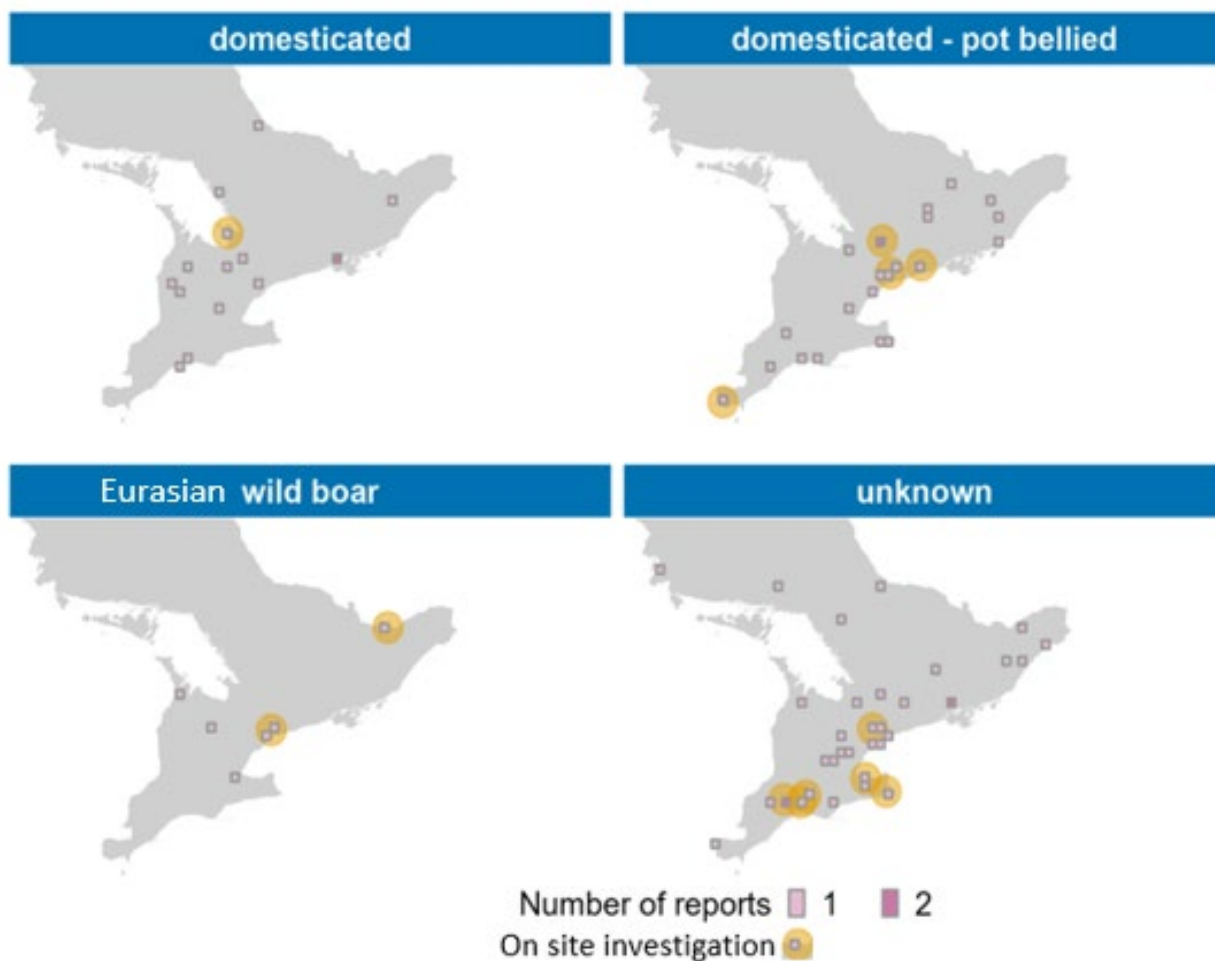 domesticated
domesticated - pot bellied
Eurasian wild boar
unknown
Number of reports 1 2
On site investigation